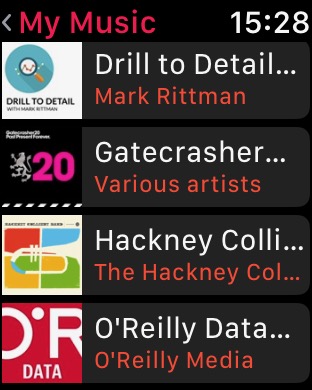 < My Music 15:28
DRILL TO DETAIL
WITH MARK RITTMAN
Drill to Detail...
Mark Rittman
Gatecrasher20
Past Present Forever.
20
Gatecrasher...
Various artists
HACKNEY COLLIERY BAND
Hackney Colli...
The Hackney Col...
O'R
DATA
O'Reilly Data...
O'Reilly Media